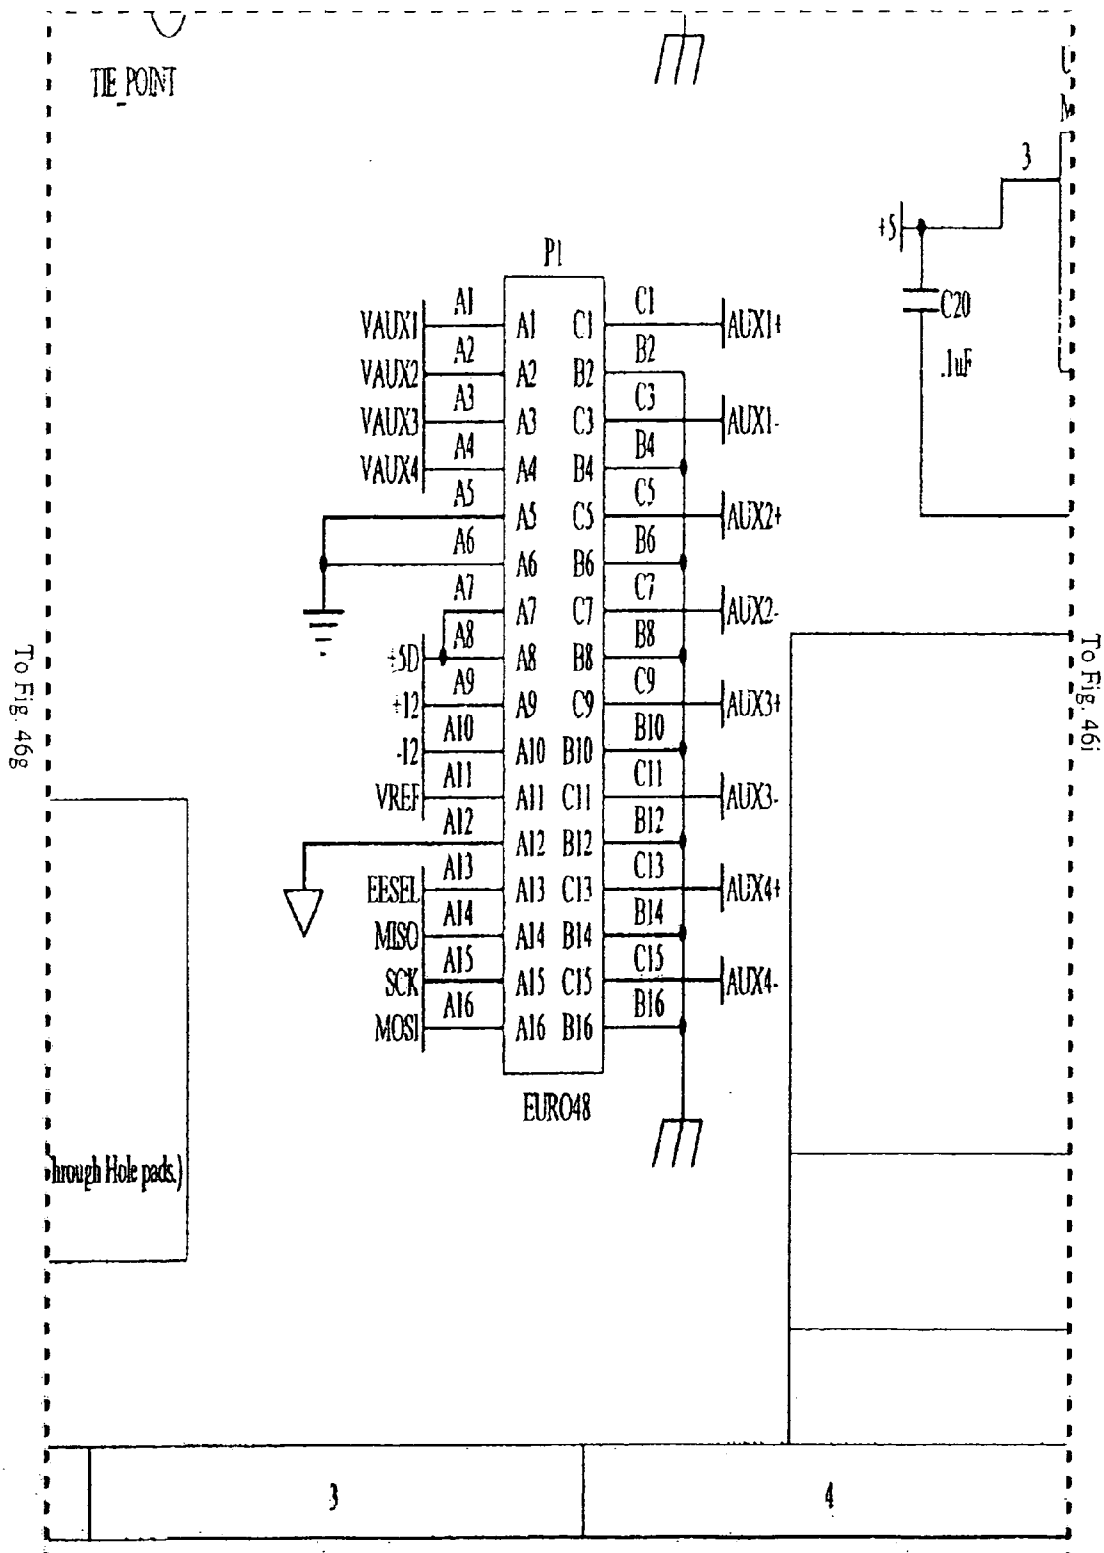 TIE_POINT
3
+5
P1
C20
.1uF
VAUX1 A1 A1 C1 C1 AUX1+
VAUX2 A2 A2 B2 B2
VAUX3 A3 A3 C3 C3 AUX1-
VAUX4 A4 A4 B4 B4
A5 A5 C5 C5 AUX2+
A6 A6 B6 B6
A7 A7 C7 C7 AUX2-
+5D A8 A8 B8 B8
+12 A9 A9 C9 C9 AUX3+
-12 A10 A10 B10 B10
VREF A11 A11 C11 C11 AUX3-
A12 A12 B12 B12
EESEL A13 A13 C13 C13 AUX4+
MISO A14 A14 B14 B14
SCK A15 A15 C15 C15 AUX4-
MOSI A16 A16 B16 B16
EURO48
To Fig. 46g
To Fig. 46i
hrough Hole pads.)
3
4